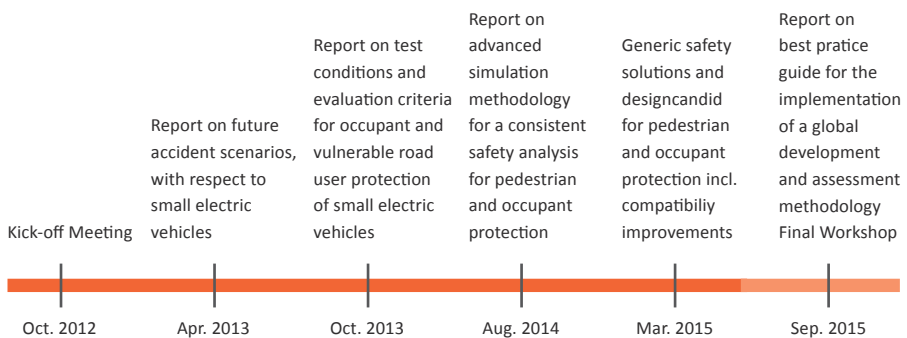 Kick-off Meeting
Report on future
accident scenarios,
with respect to
small electric
vehicles
Report on test
conditions and
evaluation criteria
for occupant and
vulnerable road
user protection
of small electric
vehicles
Report on
advanced
simulation
methodology
for a consistent
safety analysis
for pedestrian
and occupant
protection
Generic safety
solutions and
designcandid
for pedestrian
and occupant
protection incl.
compatibiliy
improvements
Report on
best pratice
guide for the
implementation
of a global
development
and assessment
methodology
Final Workshop
Oct. 2012
Apr. 2013
Oct. 2013
Aug. 2014
Mar. 2015
Sep. 2015